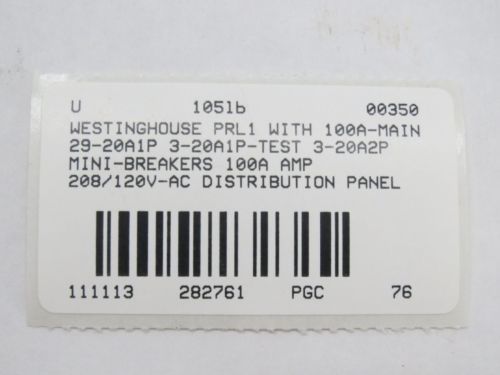 U 105lb 00350
WESTINGHOUSE PRL1 WITH 100A-MAIN
29-20A1P 3-20A1P-TEST 3-20A2P
MINI-BREAKERS 100A AMP
208/120V-AC DISTRIBUTION PANEL
111113 282761 PGC 76